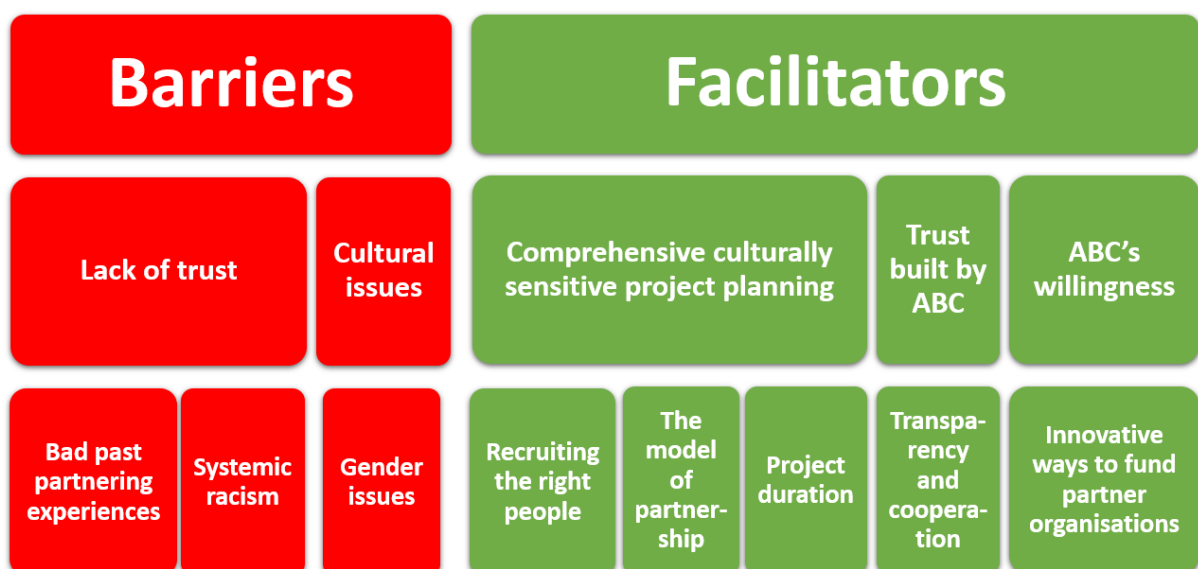 Barriers
Facilitators
Lack of trust
Cultural
issues
Comprehensive culturally
sensitive project planning
Trust
built by
ABC
ABC’s
willingness
Bad past
partnering
experiences
Systemic
racism
Gender
issues
Recruiting
the right
people
The
model
of
partner-
ship
Project
duration
Transpa-
rency
and
coopera-
tion
Innovative
ways to fund
partner
organisations